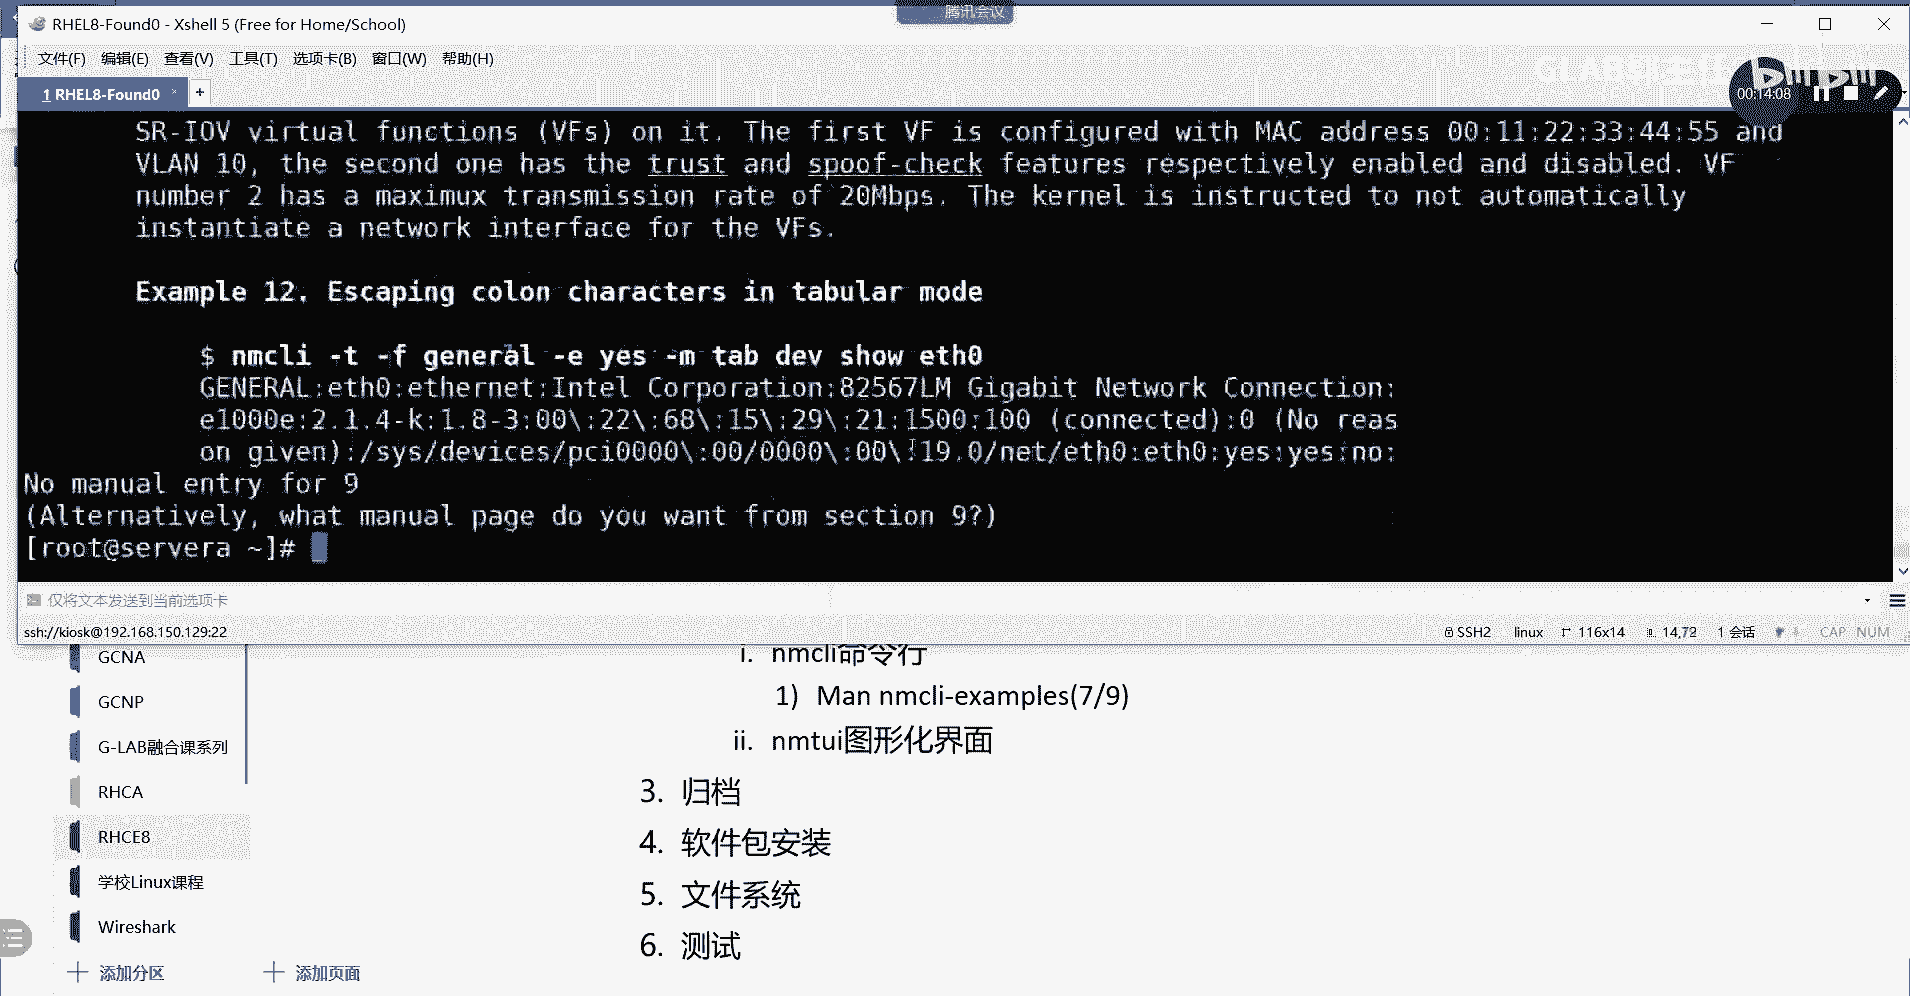 腾讯会议
RHEL8-Found0 - Xshell 5 (Free for Home/School)
文件(F) 编辑(E) 查看(V) 工具(T) 选项卡(B) 窗口(W) 帮助(H)
1 RHEL8-Found0 × +
00:14:08
SR-IOV virtual functions (VFs) on it. The first VF is configured with MAC address 00:11:22:33:44:55 and
VLAN 10, the second one has the trust and spoof-check features respectively enabled and disabled. VF
number 2 has a maximux transmission rate of 20Mbps. The kernel is instructed to not automatically
instantiate a network interface for the VFs.
Example 12. Escaping colon characters in tabular mode
$ nmcli -t -f general -e yes -m tab dev show eth0
GENERAL:eth0:ethernet:Intel Corporation:82567LM Gigabit Network Connection:
e1000e:2.1.4-k:1.8-3:00\:22\:68\:15\:29\:21:1500:100 (connected):0 (No reas
on given):/sys/devices/pci0000\:00/0000\:00\:19.0/net/eth0:eth0:yes:yes:no:
No manual entry for 9
(Alternatively, what manual page do you want from section 9?)
[root@servera ~]#
仅将文本发送到当前选项卡
ssh://kiosk@192.168.150.129:22 SSH2 linux 116x14 14,72 1 会话 CAP NUM
GCNA
GCNP
G-LAB融合课系列
RHCA
RHCE8
学校Linux课程
Wireshark
添加分区 添加页面
i. nmcli命令行
1) Man nmcli-examples(7/9)
ii. nmtui图形化界面
3. 归档
4. 软件包安装
5. 文件系统
6. 测试